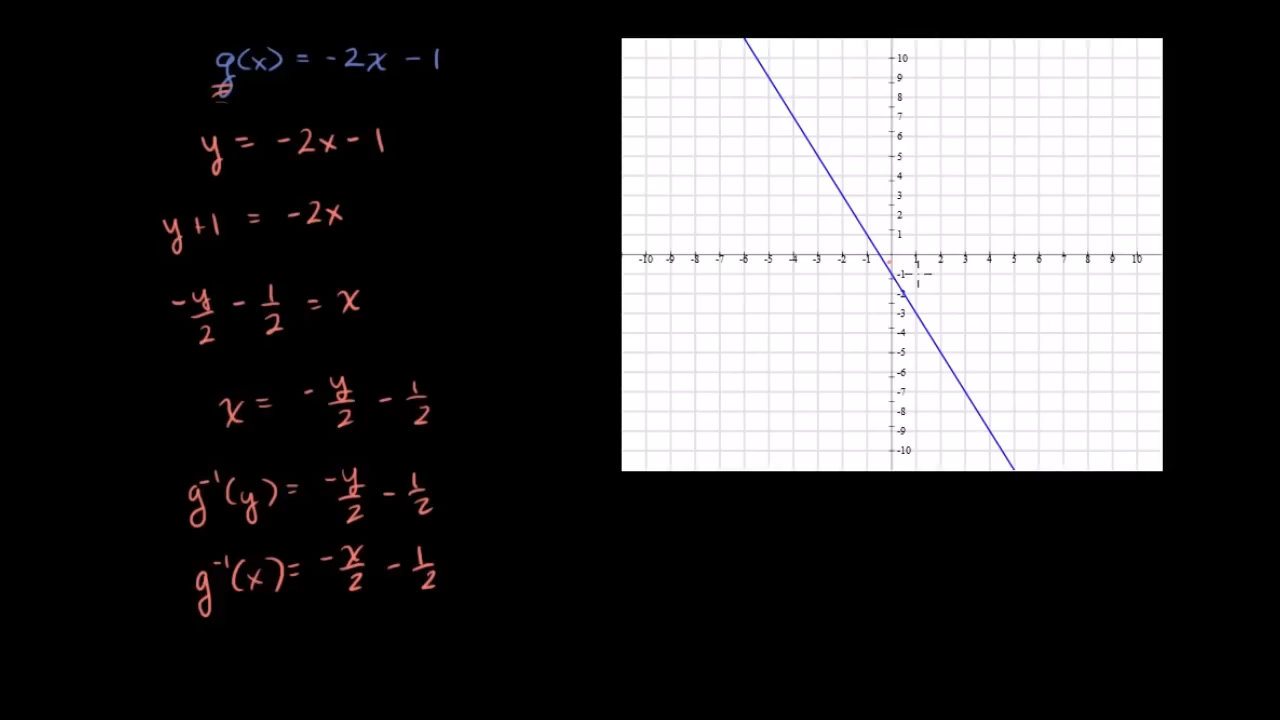 g(x) = -2x - 1
y = -2x - 1
y + 1 = -2x
-y/2 - 1/2 = x
x = -y/2 - 1/2
g⁻¹(y) = -y/2 - 1/2
g⁻¹(x) = -x/2 - 1/2
10
9
8
7
6
5
4
3
2
1
-10 -9 -8 -7 -6 -5 -4 -3 -2 -1 1 2 3 4 5 6 7 8 9 10
-1
-2
-3
-4
-5
-6
-7
-8
-9
-10